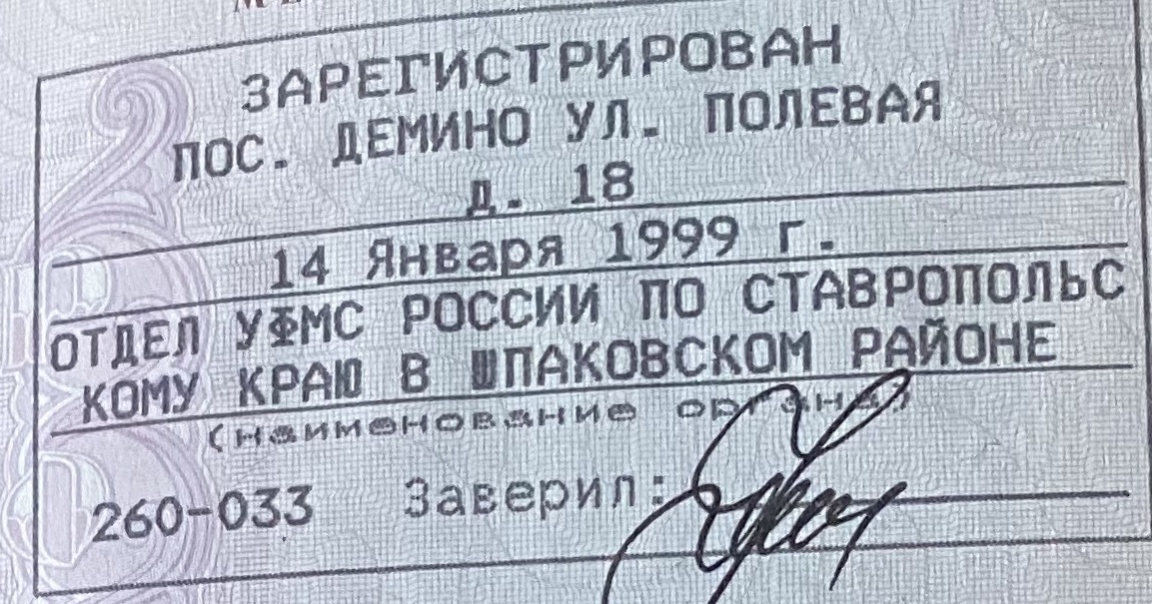 ЗАРЕГИСТРИРОВАН
ПОС. ДЕМИНО УЛ. ПОЛЕВАЯ
Д. 18
14 Января 1999 г.
ОТДЕЛ УФМС РОССИИ ПО СТАВРОПОЛЬС
КОМУ КРАЮ В ШПАКОВСКОМ РАЙОНЕ
(наименование органа)
260-033 Заверил: